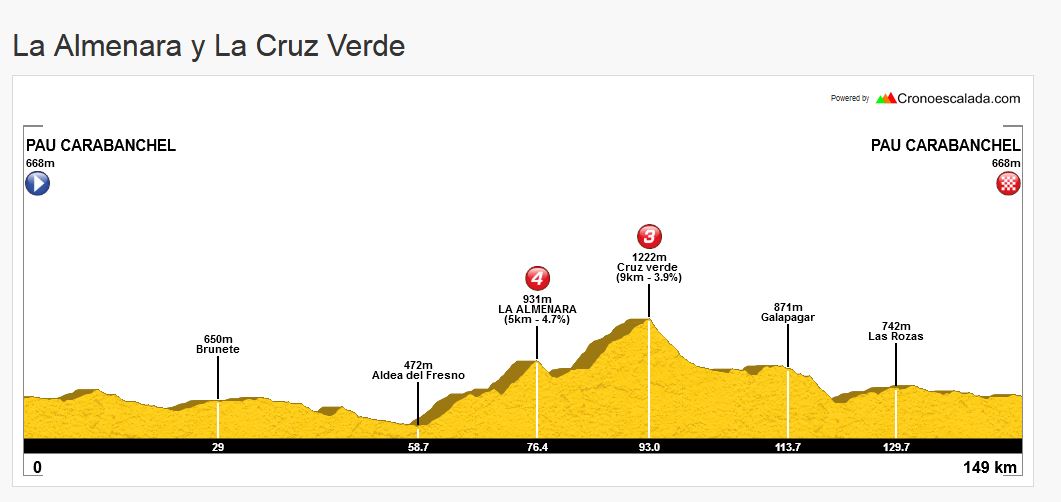 La Almenara y La Cruz Verde
Powered by Cronoescalada.com
PAU CARABANCHEL
668m
PAU CARABANCHEL
668m
3
1222m
Cruz verde
(9km - 3.9%)
4
931m
LA ALMENARA
(5km - 4.7%)
871m
Galapagar
742m
Las Rozas
650m
Brunete
472m
Aldea del Fresno
29
58.7
76.4
93.0
113.7
129.7
0
149 km